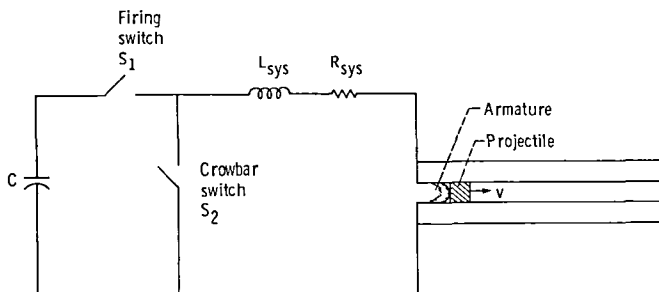 Firing
switch
S1
Lsys
Rsys
Armature
Projectile
C
Crowbar
switch
S2
v